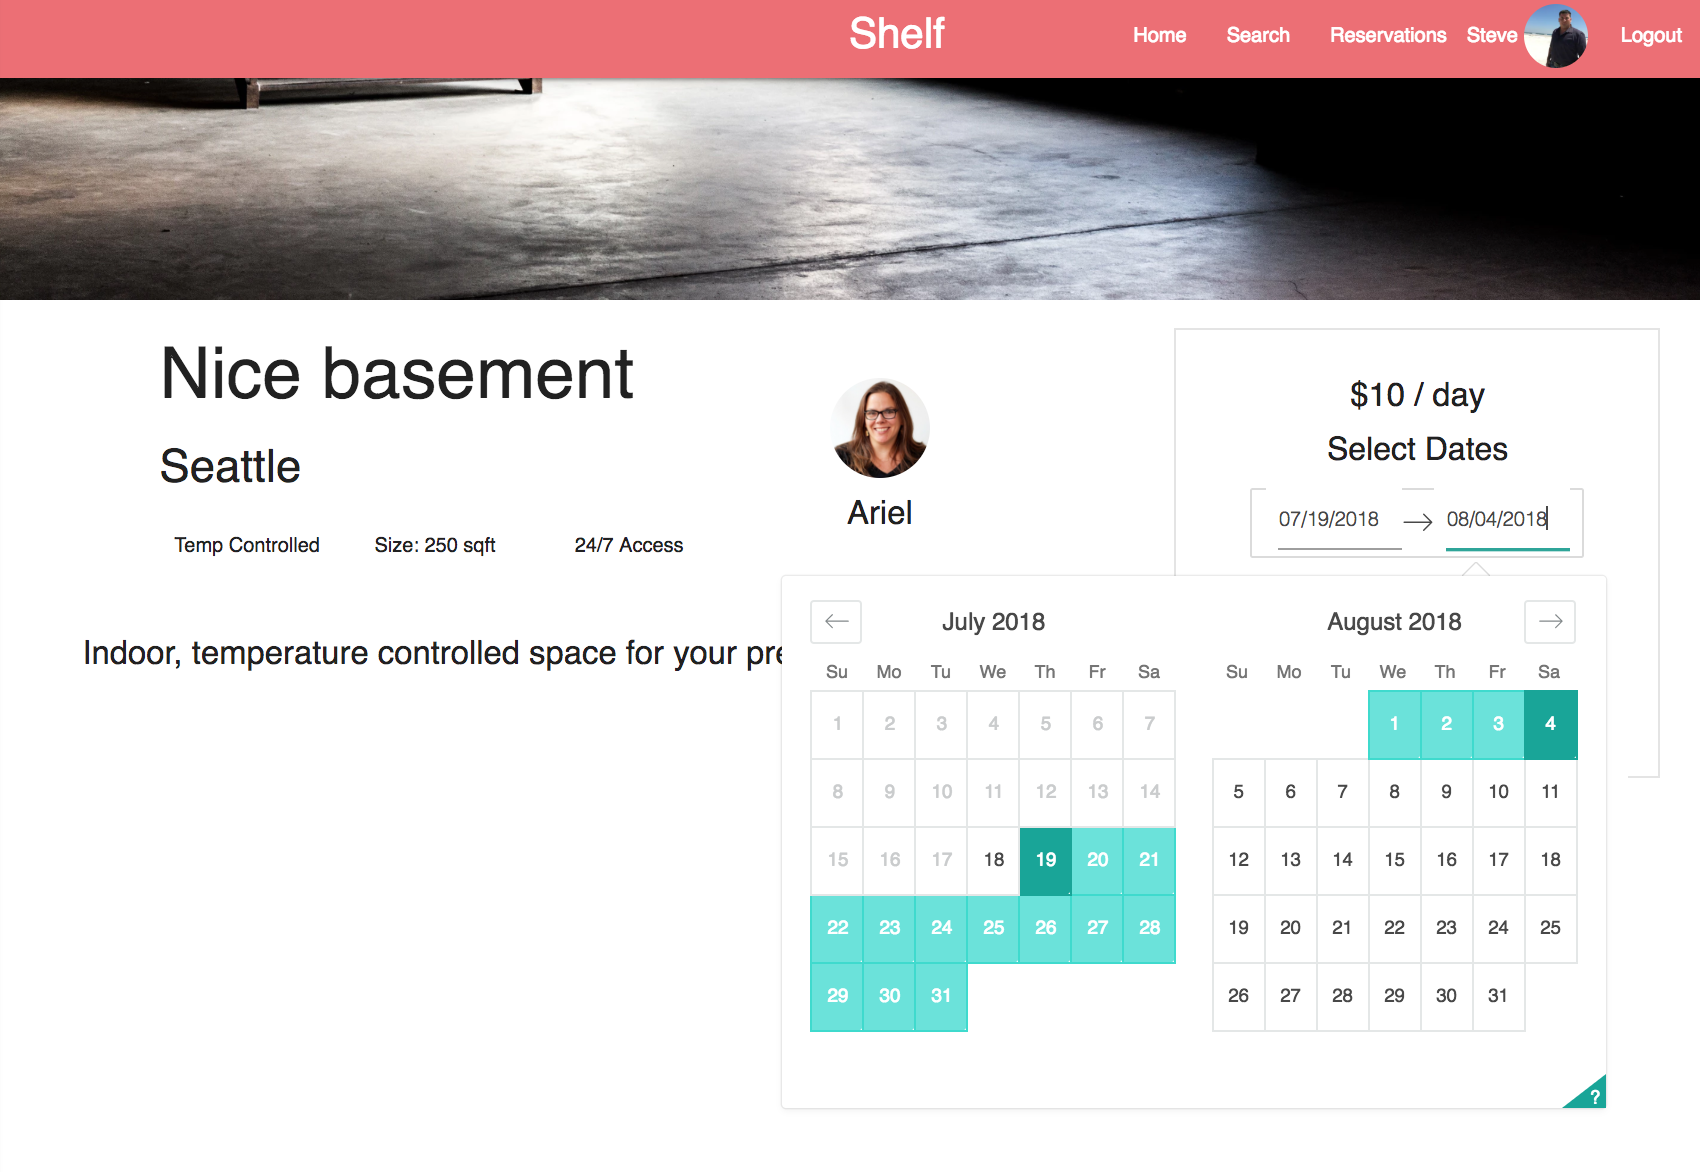 Shelf
Home Search Reservations Steve Logout
Nice basement
Seattle
Temp Controlled Size: 250 sqft 24/7 Access
Indoor, temperature controlled space for your pre
Ariel
$10 / day
Select Dates
07/19/2018 → 08/04/2018
← July 2018
Su Mo Tu We Th Fr Sa
1 2 3 4 5 6 7
8 9 10 11 12 13 14
15 16 17 18 19 20 21
22 23 24 25 26 27 28
29 30 31
August 2018 →
Su Mo Tu We Th Fr Sa
1 2 3 4
5 6 7 8 9 10 11
12 13 14 15 16 17 18
19 20 21 22 23 24 25
26 27 28 29 30 31
?